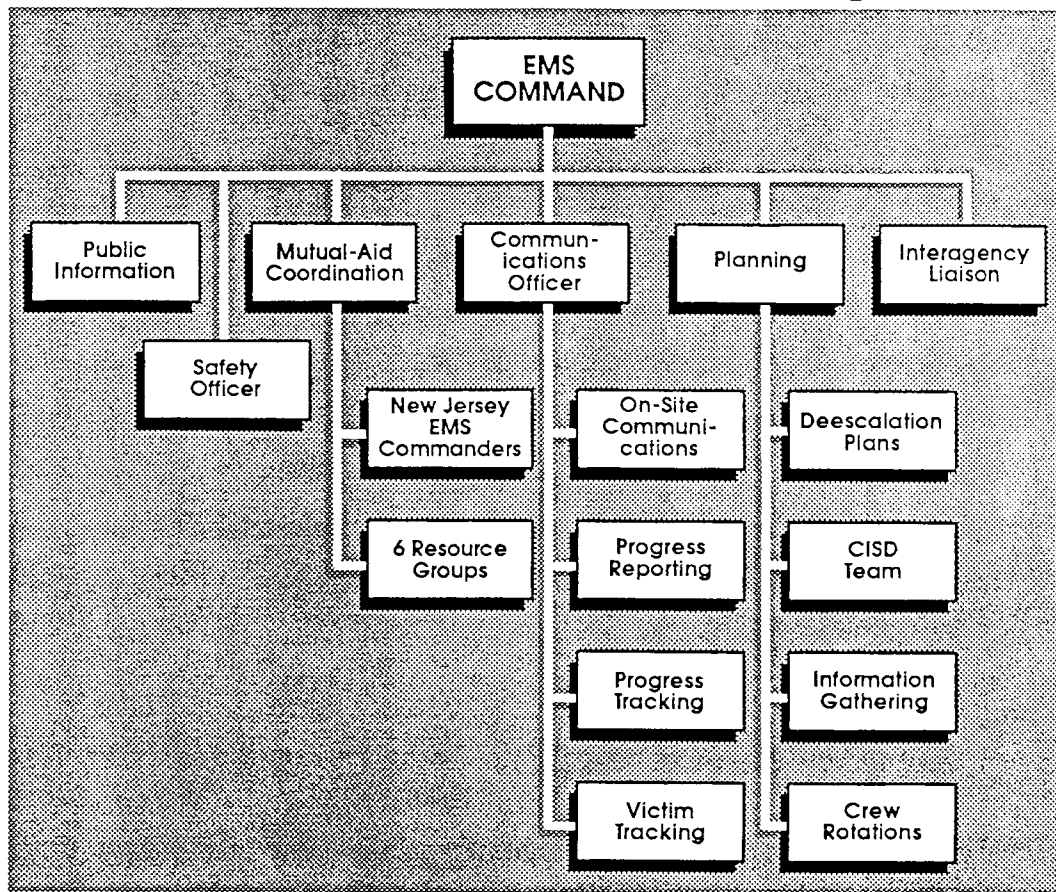 EMS
COMMAND
Public
Information
Mutual-Aid
Coordination
Commun-
ications
Officer
Planning
Interagency
Liaison
Safety
Officer
New Jersey
EMS
Commanders
On-Site
Communi-
cations
Deescalation
Plans
6 Resource
Groups
Progress
Reporting
CISD
Team
Progress
Tracking
Information
Gathering
Victim
Tracking
Crew
Rotations